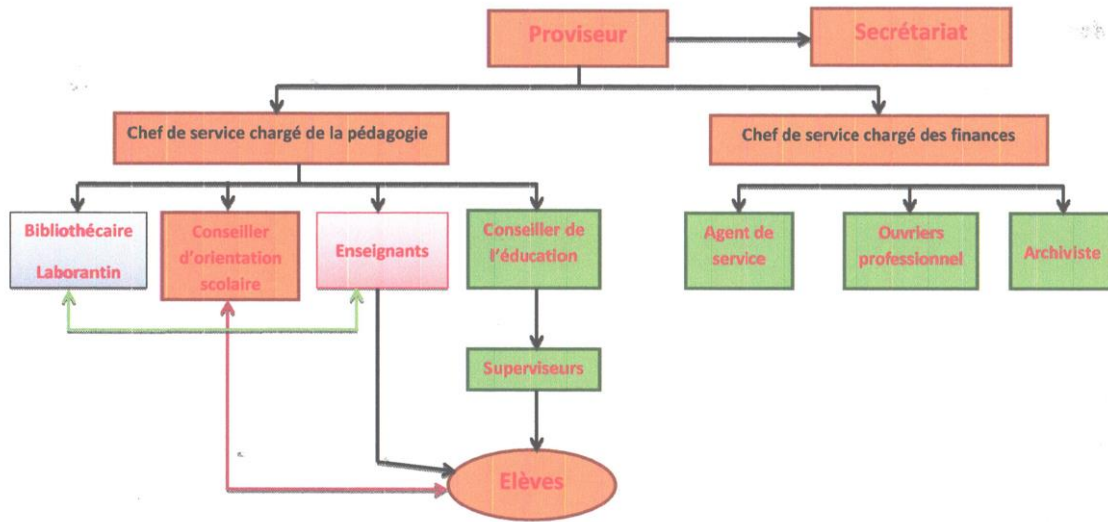 Proviseur
Secrétariat
Chef de service chargé de la pédagogie
Chef de service chargé des finances
Bibliothécaire
Laborantin
Conseiller
d'orientation
scolaire
Enseignants
Conseiller de
l'éducation
Agent de
service
Ouvriers
professionnel
Archiviste
Superviseurs
Elèves